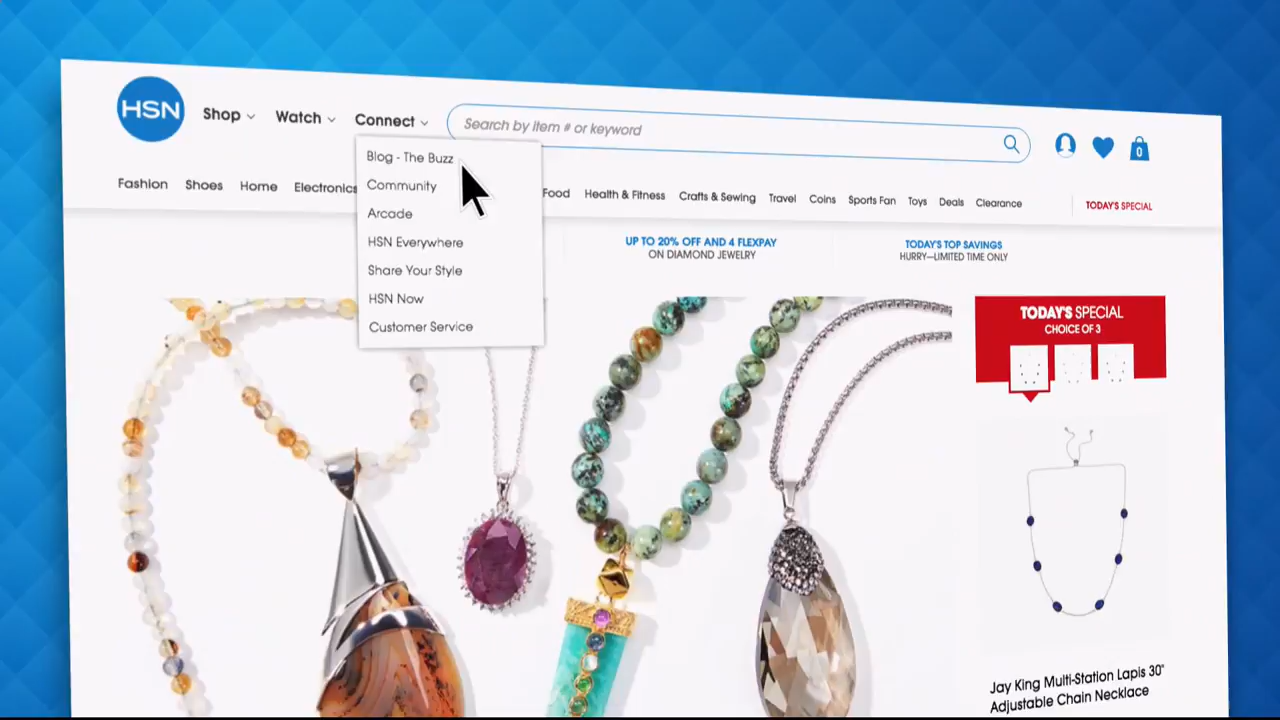 HSN
Shop
Watch
Connect
Search by item # or keyword
0
Blog - The Buzz
Community
Arcade
HSN Everywhere
Share Your Style
HSN Now
Customer Service
Fashion
Shoes
Home
Electronics
Food
Health & Fitness
Crafts & Sewing
Travel
Coins
Sports Fan
Toys
Deals
Clearance
TODAY'S SPECIAL
UP TO 20% OFF AND 4 FLEXPAY
ON DIAMOND JEWELRY
TODAY'S TOP SAVINGS
HURRY—LIMITED TIME ONLY
TODAY'S SPECIAL
CHOICE OF 3
Jay King Multi-Station Lapis 30"
Adjustable Chain Necklace